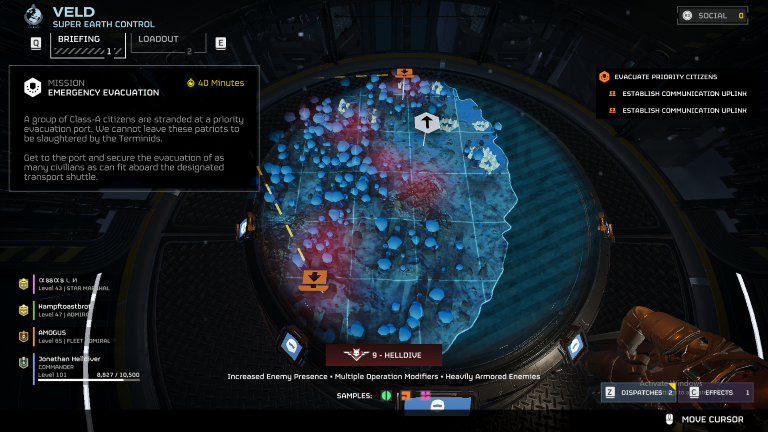 VELD
SUPER EARTH CONTROL
Q
BRIEFING
1
LOADOUT
2
E
SOCIAL 0
MISSION
EMERGENCY EVACUATION
40 Minutes
A group of Class-A citizens are stranded at a priority
evacuation port. We cannot leave these patriots to
be slaughtered by the Terminids.
Get to the port and secure the evacuation of as
many civilians as can fit aboard the designated
transport shuttle.
EVACUATE PRIORITY CITIZENS
ESTABLISH COMMUNICATION UPLINK
ESTABLISH COMMUNICATION UPLINK
Level 43 | STAR MARSHAL
Kampftoastbrot
Level 47 | ADMIRAL
AMOGUS
Level 65 | FLEET ADMIRAL
Jonathan Helldiver
COMMANDER
Level 101 8,827 / 10,500
9 - HELLDIVE
Increased Enemy Presence • Multiple Operation Modifiers • Heavily Armored Enemies
SAMPLES:
Activate Windows
Z DISPATCHES 2
C EFFECTS 1
MOVE CURSOR